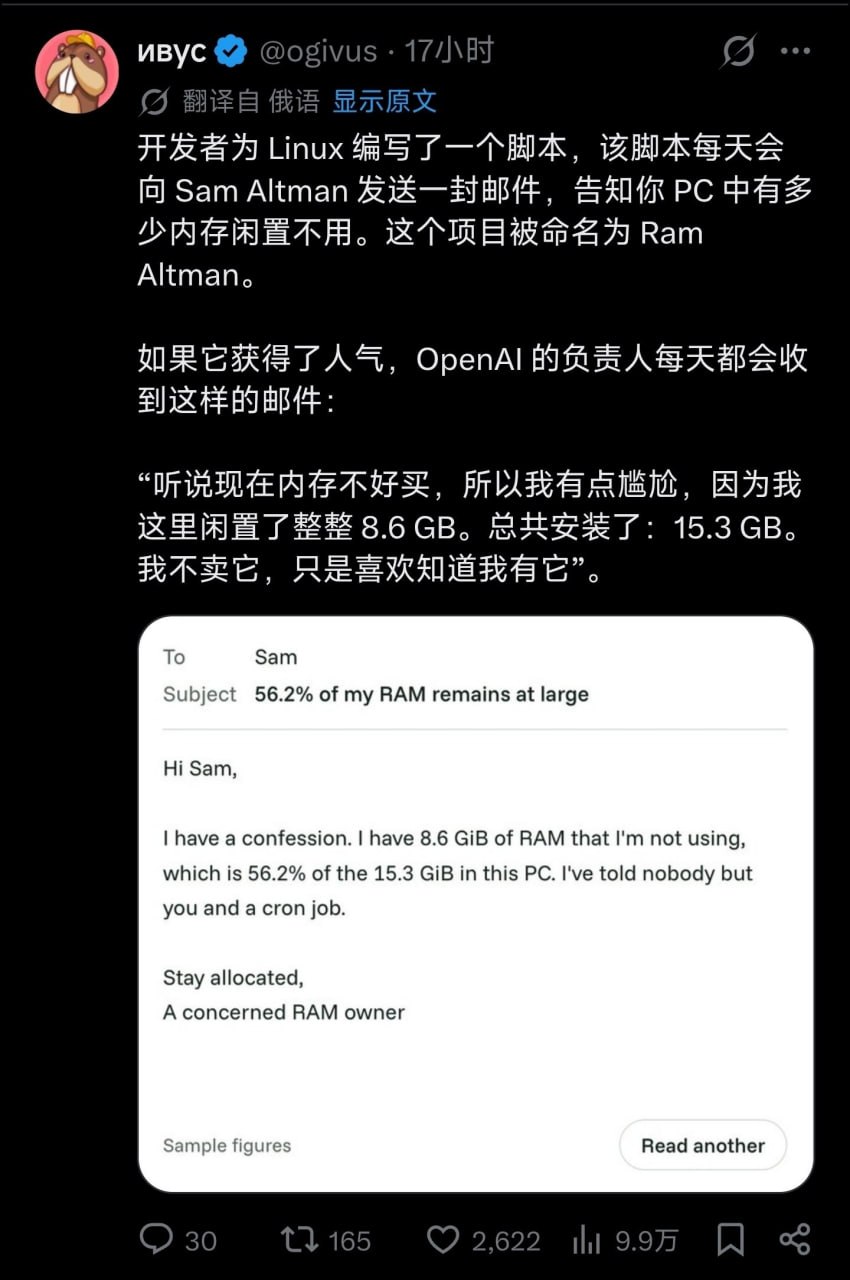 ивус @ogivus · 17小时
翻译自 俄语 显示原文
开发者为 Linux 编写了一个脚本，该脚本每天会
向 Sam Altman 发送一封邮件，告知你 PC 中有多
少内存闲置不用。这个项目被命名为 Ram
Altman。
如果它获得了人气，OpenAI 的负责人每天都会收
到这样的邮件：
“听说现在内存不好买，所以我有点尴尬，因为我
这里闲置了整整 8.6 GB。总共安装了：15.3 GB。
我不卖它，只是喜欢知道我有它”。
To Sam
Subject 56.2% of my RAM remains at large
Hi Sam,
I have a confession. I have 8.6 GiB of RAM that I'm not using,
which is 56.2% of the 15.3 GiB in this PC. I've told nobody but
you and a cron job.
Stay allocated,
A concerned RAM owner
Sample figures Read another
30 165 2,622 9.9万